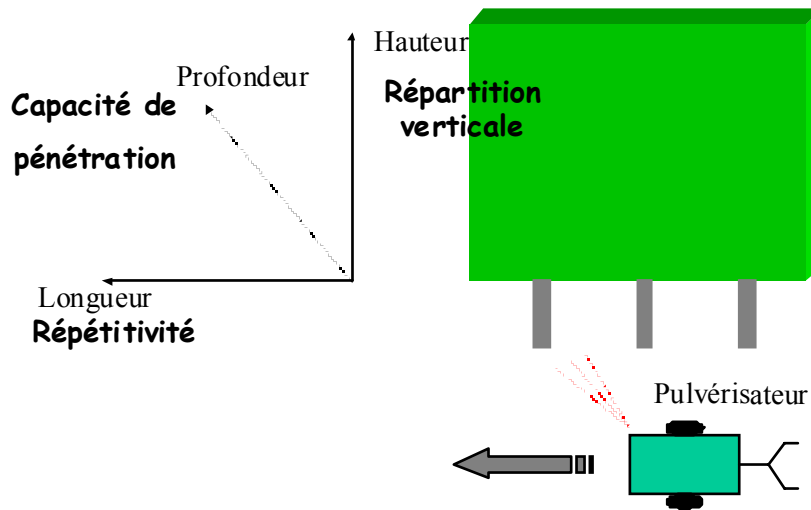 Hauteur
Profondeur
Capacité de
pénétration
Répartition
verticale
Longueur
Répétitivité
Pulvérisateur